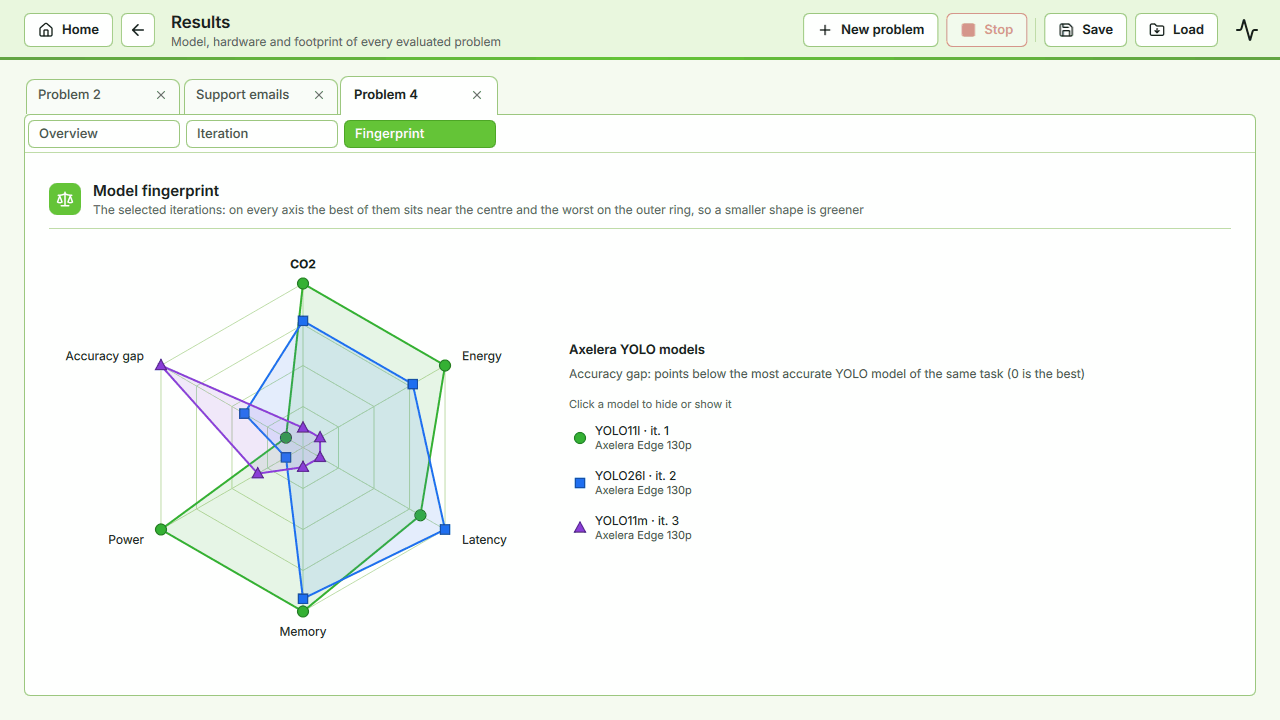 Home
Results
Model, hardware and footprint of every evaluated problem
New problem
Stop
Save
Load
Problem 2
Support emails
Problem 4
Overview
Iteration
Fingerprint
Model fingerprint
The selected iterations: on every axis the best of them sits near the centre and the worst on the outer ring, so a smaller shape is greener
CO2
Accuracy gap
Energy
Power
Latency
Memory
Axelera YOLO models
Accuracy gap: points below the most accurate YOLO model of the same task (0 is the best)
Click a model to hide or show it
YOLO11l · it. 1
Axelera Edge 130p
YOLO26l · it. 2
Axelera Edge 130p
YOLO11m · it. 3
Axelera Edge 130p